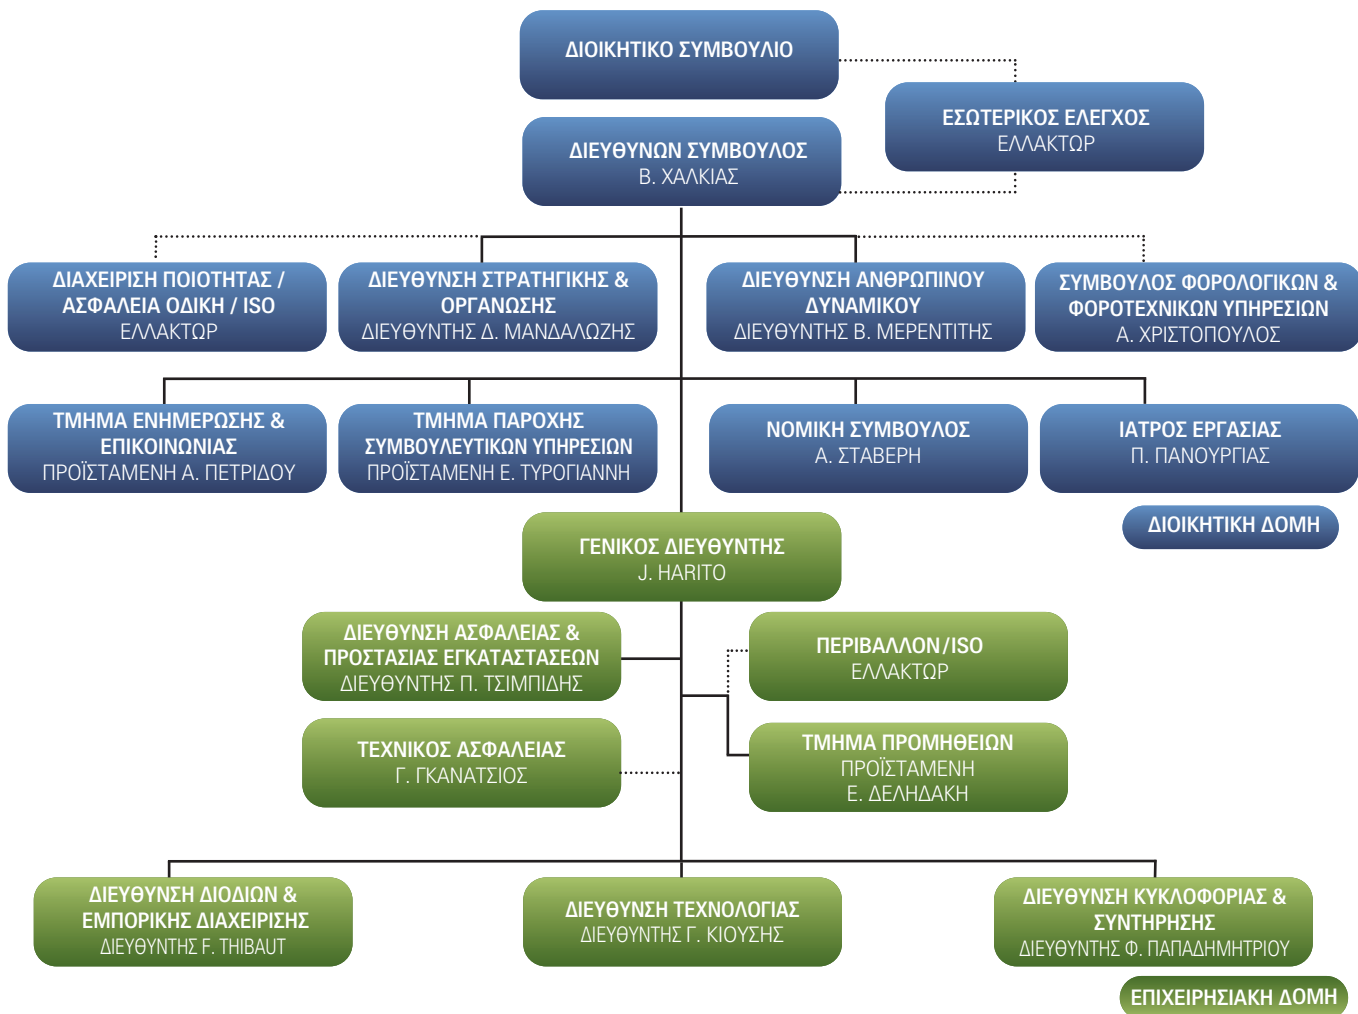 ΔΙΟΙΚΗΤΙΚΟ ΣΥΜΒΟΥΛΙΟ
ΕΣΩΤΕΡΙΚΟΣ ΕΛΕΓΧΟΣ
ΕΛΛΑΚΤΩΡ
ΔΙΕΥΘΥΝΩΝ ΣΥΜΒΟΥΛΟΣ
Β. ΧΑΛΚΙΑΣ
ΔΙΑΧΕΙΡΙΣΗ ΠΟΙΟΤΗΤΑΣ /
ΑΣΦΑΛΕΙΑ ΟΔΙΚΗ / ISO
ΕΛΛΑΚΤΩΡ
ΔΙΕΥΘΥΝΣΗ ΣΤΡΑΤΗΓΙΚΗΣ &
ΟΡΓΑΝΩΣΗΣ
ΔΙΕΥΘΥΝΤΗΣ Δ. ΜΑΝΔΑΛΩΖΗΣ
ΔΙΕΥΘΥΝΣΗ ΑΝΘΡΩΠΙΝΟΥ
ΔΥΝΑΜΙΚΟΥ
ΔΙΕΥΘΥΝΤΗΣ Β. ΜΕΡΕΝΤΙΤΗΣ
ΣΥΜΒΟΥΛΟΣ ΦΟΡΟΛΟΓΙΚΩΝ &
ΦΟΡΟΤΕΧΝΙΚΩΝ ΥΠΗΡΕΣΙΩΝ
Α. ΧΡΙΣΤΟΠΟΥΛΟΣ
ΤΜΗΜΑ ΕΝΗΜΕΡΩΣΗΣ &
ΕΠΙΚΟΙΝΩΝΙΑΣ
ΠΡΟΪΣΤΑΜΕΝΗ Α. ΠΕΤΡΙΔΟΥ
ΤΜΗΜΑ ΠΑΡΟΧΗΣ
ΣΥΜΒΟΥΛΕΥΤΙΚΩΝ ΥΠΗΡΕΣΙΩΝ
ΠΡΟΪΣΤΑΜΕΝΗ Ε. ΤΥΡΟΓΙΑΝΝΗ
ΝΟΜΙΚΗ ΣΥΜΒΟΥΛΟΣ
Α. ΣΤΑΒΕΡΗ
ΙΑΤΡΟΣ ΕΡΓΑΣΙΑΣ
Π. ΠΑΝΟΥΡΓΙΑΣ
ΔΙΟΙΚΗΤΙΚΗ ΔΟΜΗ
ΓΕΝΙΚΟΣ ΔΙΕΥΘΥΝΤΗΣ
J. HARITO
ΔΙΕΥΘΥΝΣΗ ΑΣΦΑΛΕΙΑΣ &
ΠΡΟΣΤΑΣΙΑΣ ΕΓΚΑΤΑΣΤΑΣΕΩΝ
ΔΙΕΥΘΥΝΤΗΣ Π. ΤΣΙΜΠΙΔΗΣ
ΠΕΡΙΒΑΛΛΟΝ/ISO
ΕΛΛΑΚΤΩΡ
ΤΕΧΝΙΚΟΣ ΑΣΦΑΛΕΙΑΣ
Γ. ΓΚΑΝΑΤΣΙΟΣ
ΤΜΗΜΑ ΠΡΟΜΗΘΕΙΩΝ
ΠΡΟΪΣΤΑΜΕΝΗ
Ε. ΔΕΛΗΔΑΚΗ
ΔΙΕΥΘΥΝΣΗ ΔΙΟΔΙΩΝ &
ΕΜΠΟΡΙΚΗΣ ΔΙΑΧΕΙΡΙΣΗΣ
ΔΙΕΥΘΥΝΤΗΣ F. THIBAUT
ΔΙΕΥΘΥΝΣΗ ΤΕΧΝΟΛΟΓΙΑΣ
ΔΙΕΥΘΥΝΤΗΣ Γ. ΚΙΟΥΣΗΣ
ΔΙΕΥΘΥΝΣΗ ΚΥΚΛΟΦΟΡΙΑΣ &
ΣΥΝΤΗΡΗΣΗΣ
ΔΙΕΥΘΥΝΤΗΣ Φ. ΠΑΠΑΔΗΜΗΤΡΙΟΥ
ΕΠΙΧΕΙΡΗΣΙΑΚΗ ΔΟΜΗ